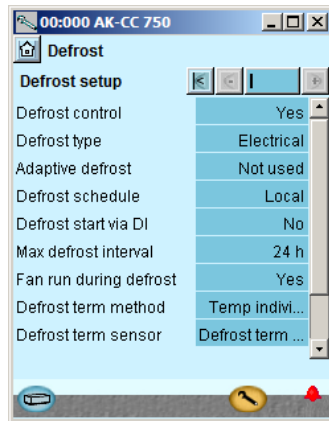 00:000 AK-CC 750
Defrost
Defrost setup
Defrost control Yes
Defrost type Electrical
Adaptive defrost Not used
Defrost schedule Local
Defrost start via DI No
Max defrost interval 24 h
Fan run during defrost Yes
Defrost term method Temp indivi...
Defrost term sensor Defrost term ...